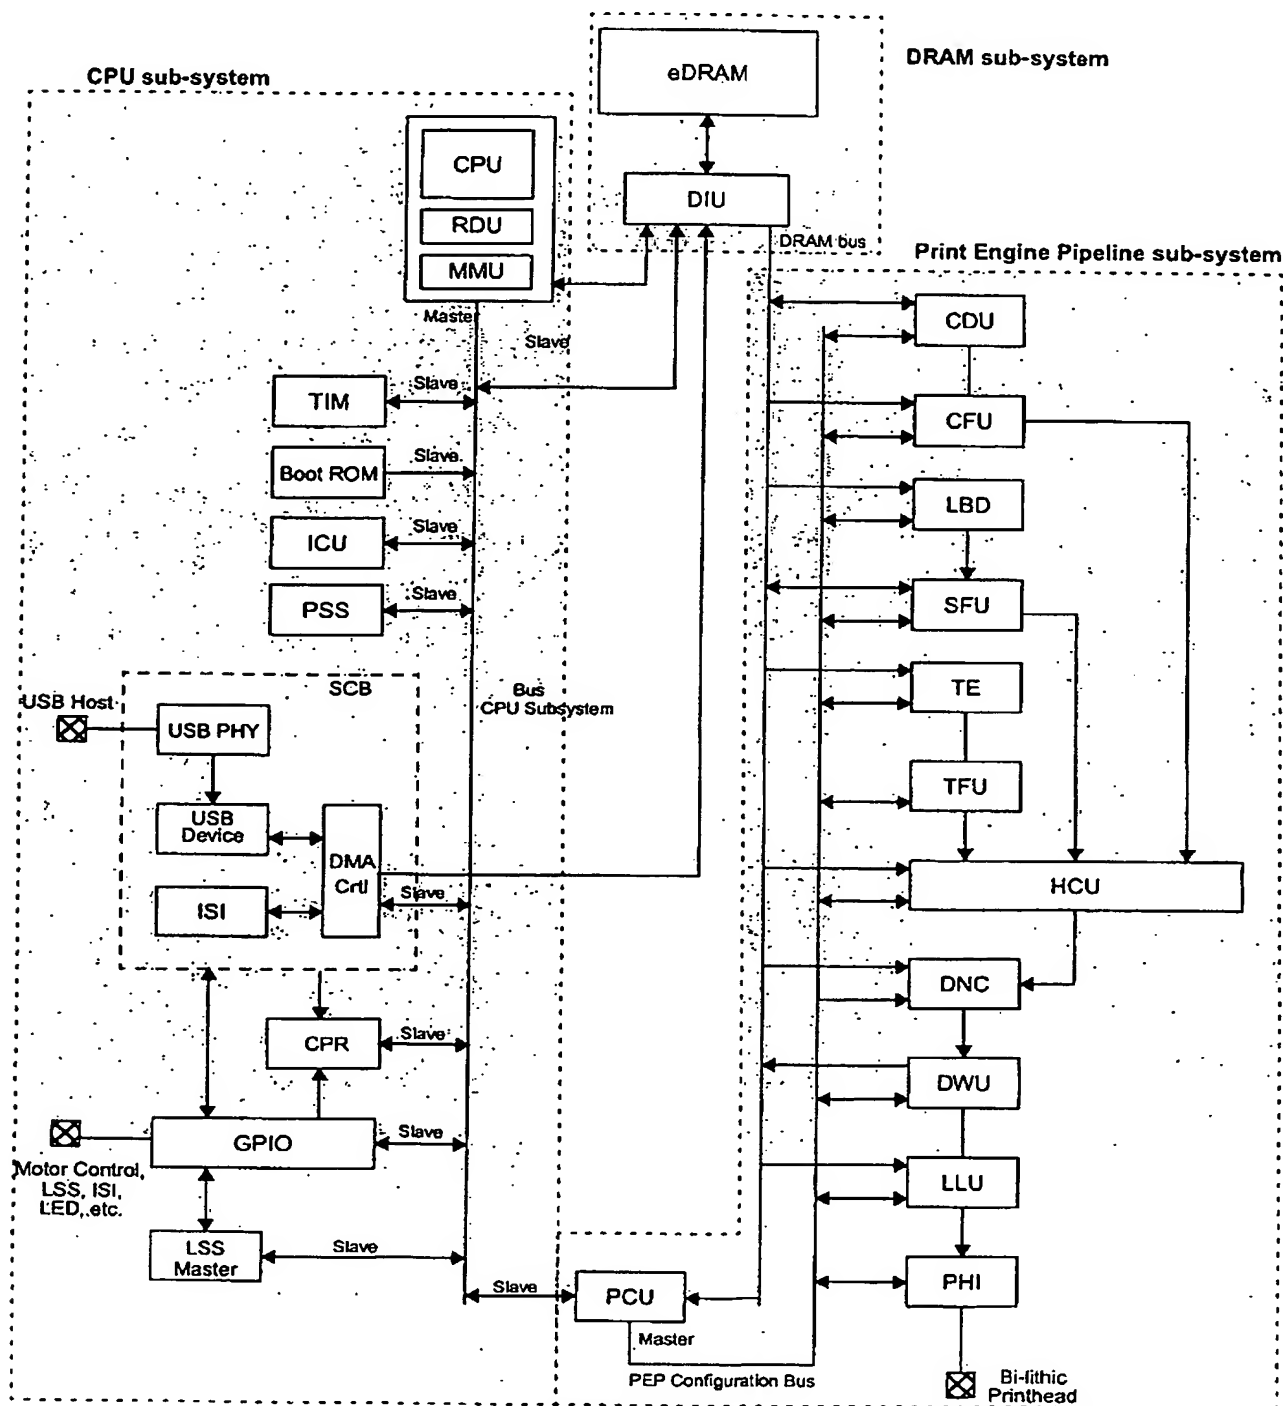 CPU sub-system
DRAM sub-system
eDRAM
CPU
RDU
MMU
DIU
DRAM bus
Print Engine Pipeline sub-system
Master
Slave
CDU
TIM
Slave
CFU
Boot ROM
Slave
LBD
ICU
Slave
PSS
Slave
SFU
SCB
TE
USB Host
USB PHY
Bus
CPU Subsystem
TFU
USB
Device
DMA
Crtl
ISI
Slave
HCU
DNC
CPR
Slave
DWU
GPIO
Slave
Motor Control,
LSS, ISI,
LED, etc.
LLU
LSS
Master
Slave
PHI
Slave
PCU
Master
PEP Configuration Bus
Bi-lithic
Printhead